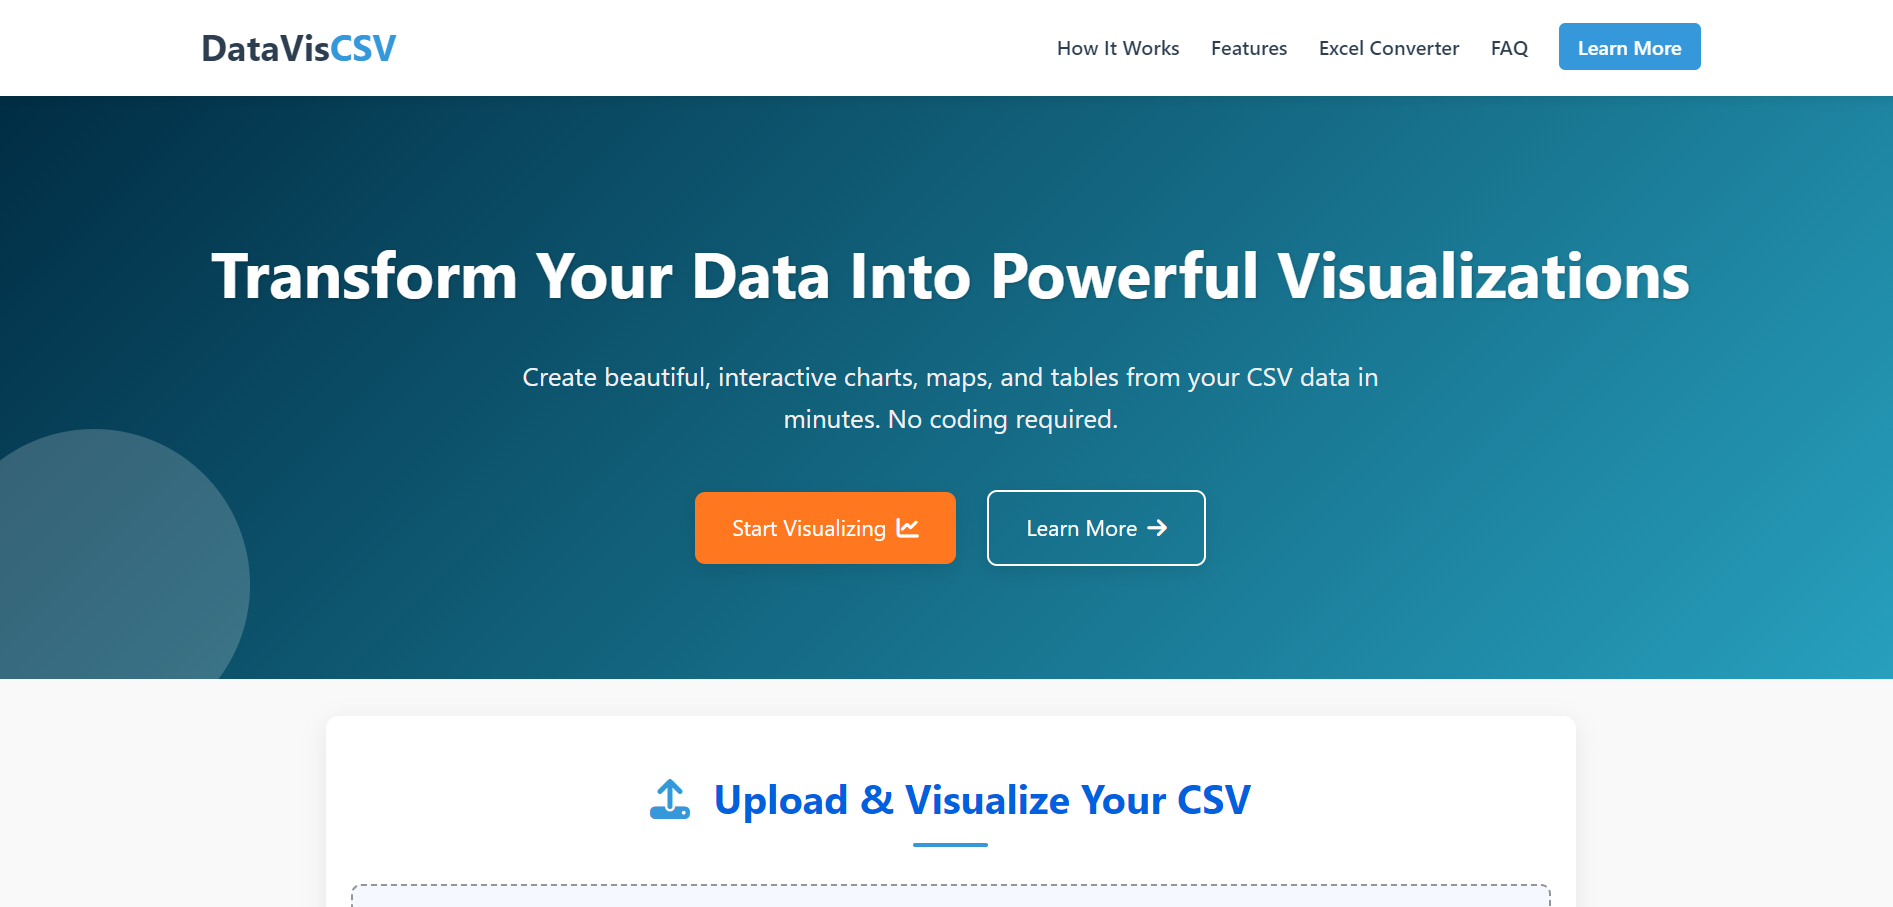 DataVisCSV
How It Works
Features
Excel Converter
FAQ
Learn More
Transform Your Data Into Powerful Visualizations
Create beautiful, interactive charts, maps, and tables from your CSV data in
minutes. No coding required.
Start Visualizing
Learn More
Upload & Visualize Your CSV